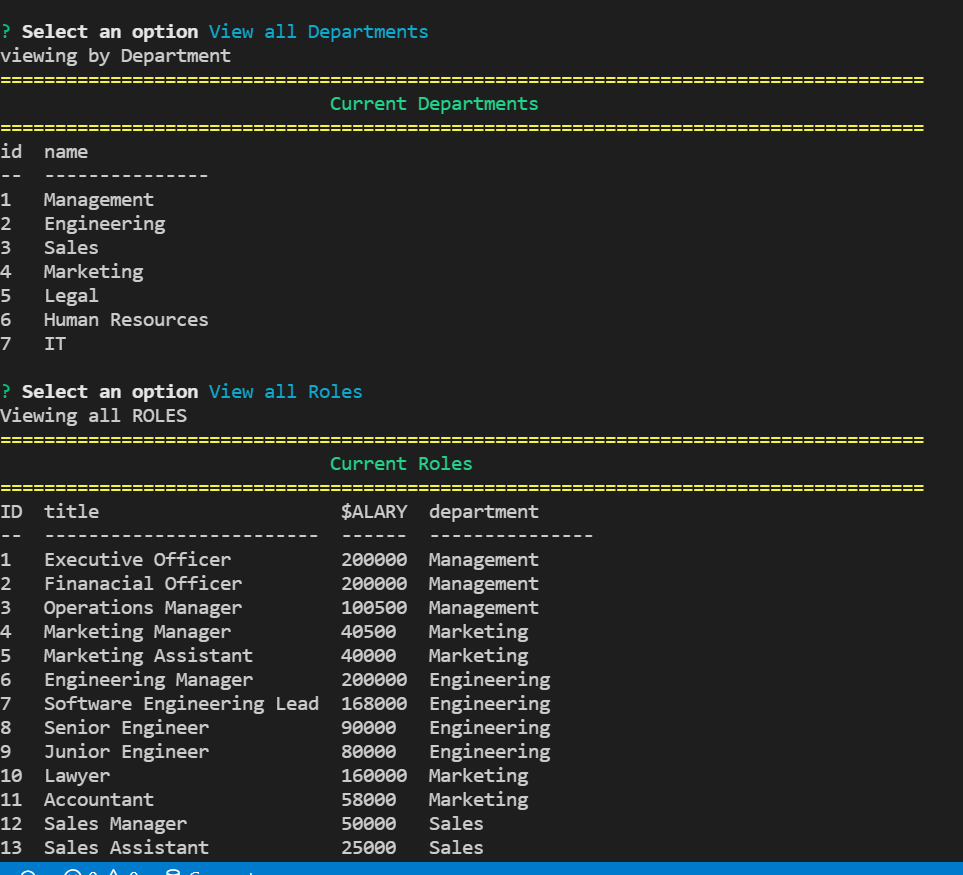 ? Select an option View all Departments
viewing by Department
====================================================================================
Current Departments
====================================================================================
id  name
--  ---------------
1   Management
2   Engineering
3   Sales
4   Marketing
5   Legal
6   Human Resources
7   IT
? Select an option View all Roles
Viewing all ROLES
====================================================================================
Current Roles
====================================================================================
ID  title                      $ALARY  department
--  -------------------------  ------  ---------------
1   Executive Officer          200000  Management
2   Finanacial Officer         200000  Management
3   Operations Manager         100500  Management
4   Marketing Manager          40500   Marketing
5   Marketing Assistant        40000   Marketing
6   Engineering Manager        200000  Engineering
7   Software Engineering Lead  168000  Engineering
8   Senior Engineer            90000   Engineering
9   Junior Engineer            80000   Engineering
10  Lawyer                     160000  Marketing
11  Accountant                 58000   Marketing
12  Sales Manager              50000   Sales
13  Sales Assistant            25000   Sales